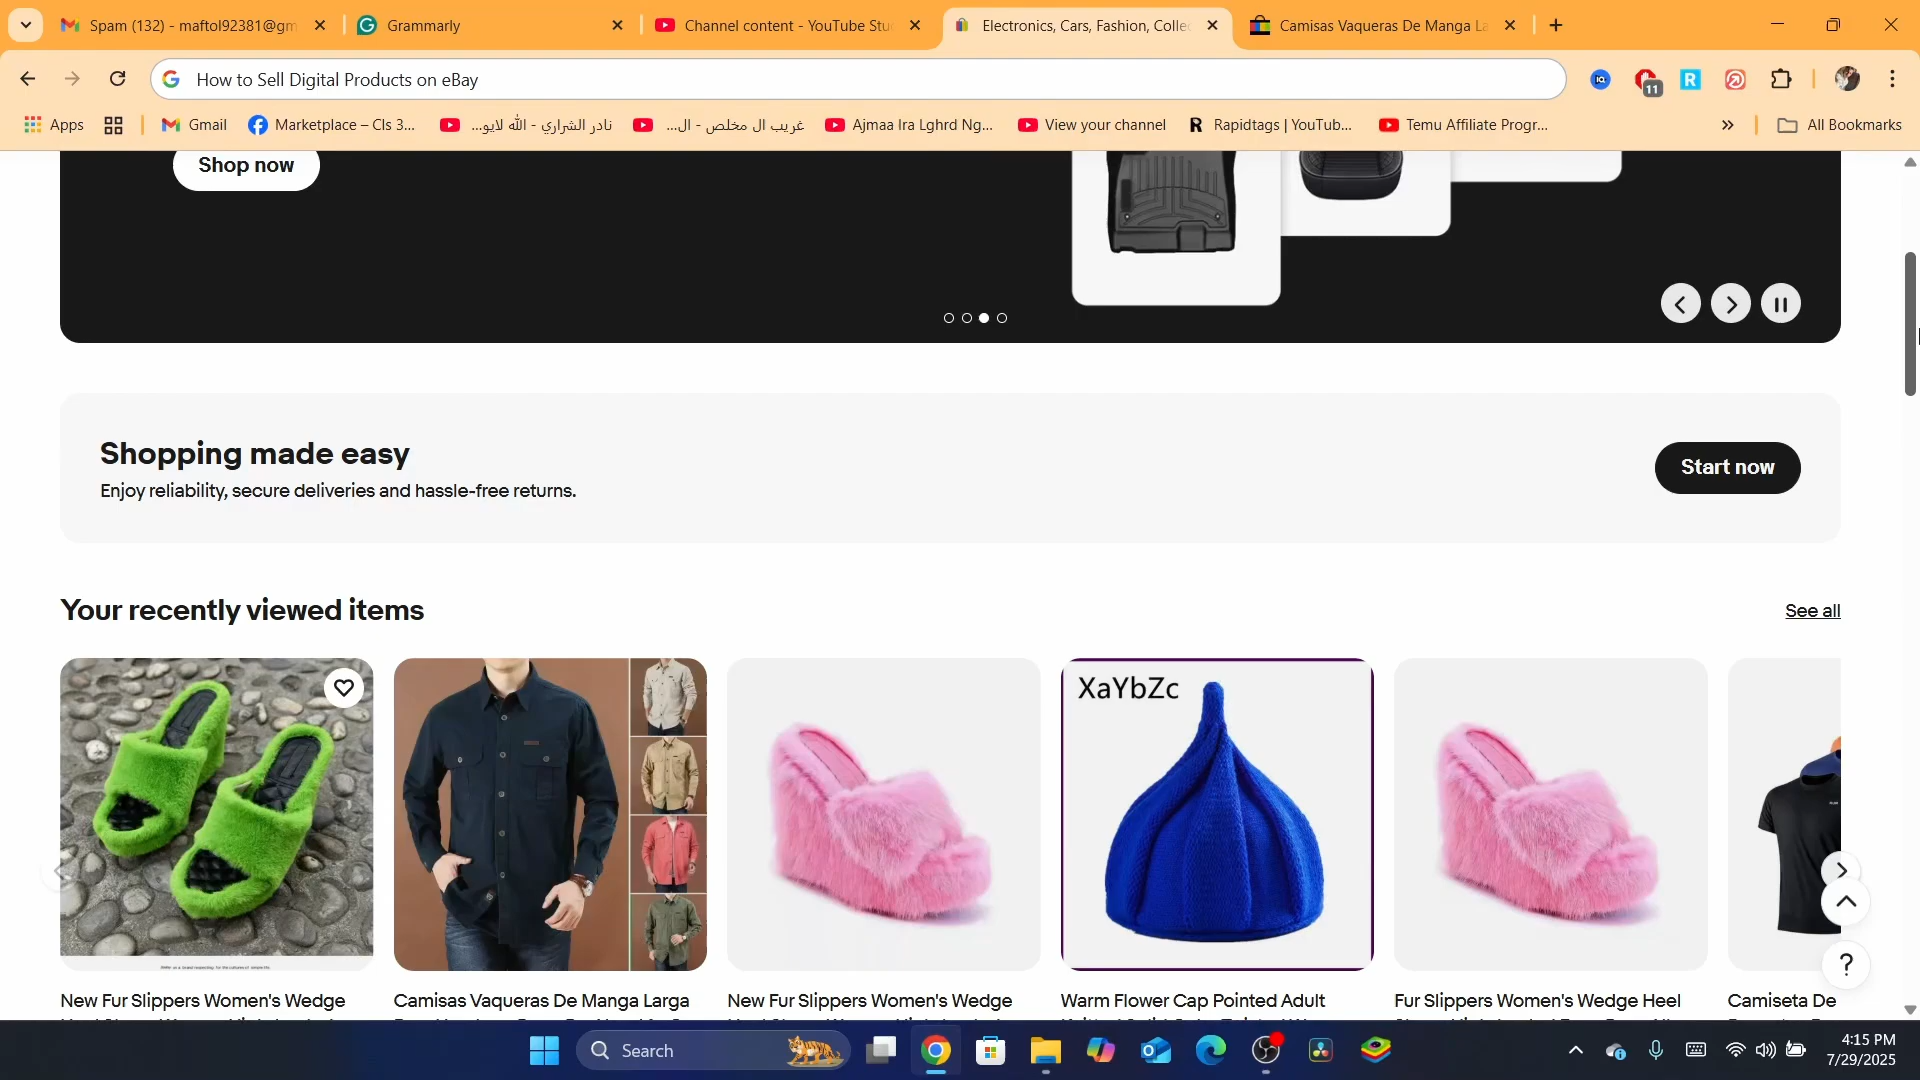 Spam (132) - maftol92381@gm
Grammarly
Channel content - YouTube Stu
Electronics, Cars, Fashion, Collec
Camisas Vaqueras De Manga La
How to Sell Digital Products on eBay
11
Apps
Gmail
Marketplace – Cls 3...
نادر الشراري - الله لايو...
غريب ال مخلص - ال...
Ajmaa Ira Lghrd Ng...
View your channel
Rapidtags | YouTub...
Temu Affiliate Progr...
All Bookmarks
Shop now
Shopping made easy
Enjoy reliability, secure deliveries and hassle-free returns.
Start now
Your recently viewed items
See all
XaYbZc
New Fur Slippers Women's Wedge
Camisas Vaqueras De Manga Larga
New Fur Slippers Women's Wedge
Warm Flower Cap Pointed Adult
Fur Slippers Women's Wedge Heel
Camiseta De
Search
4:15 PM
7/29/2025